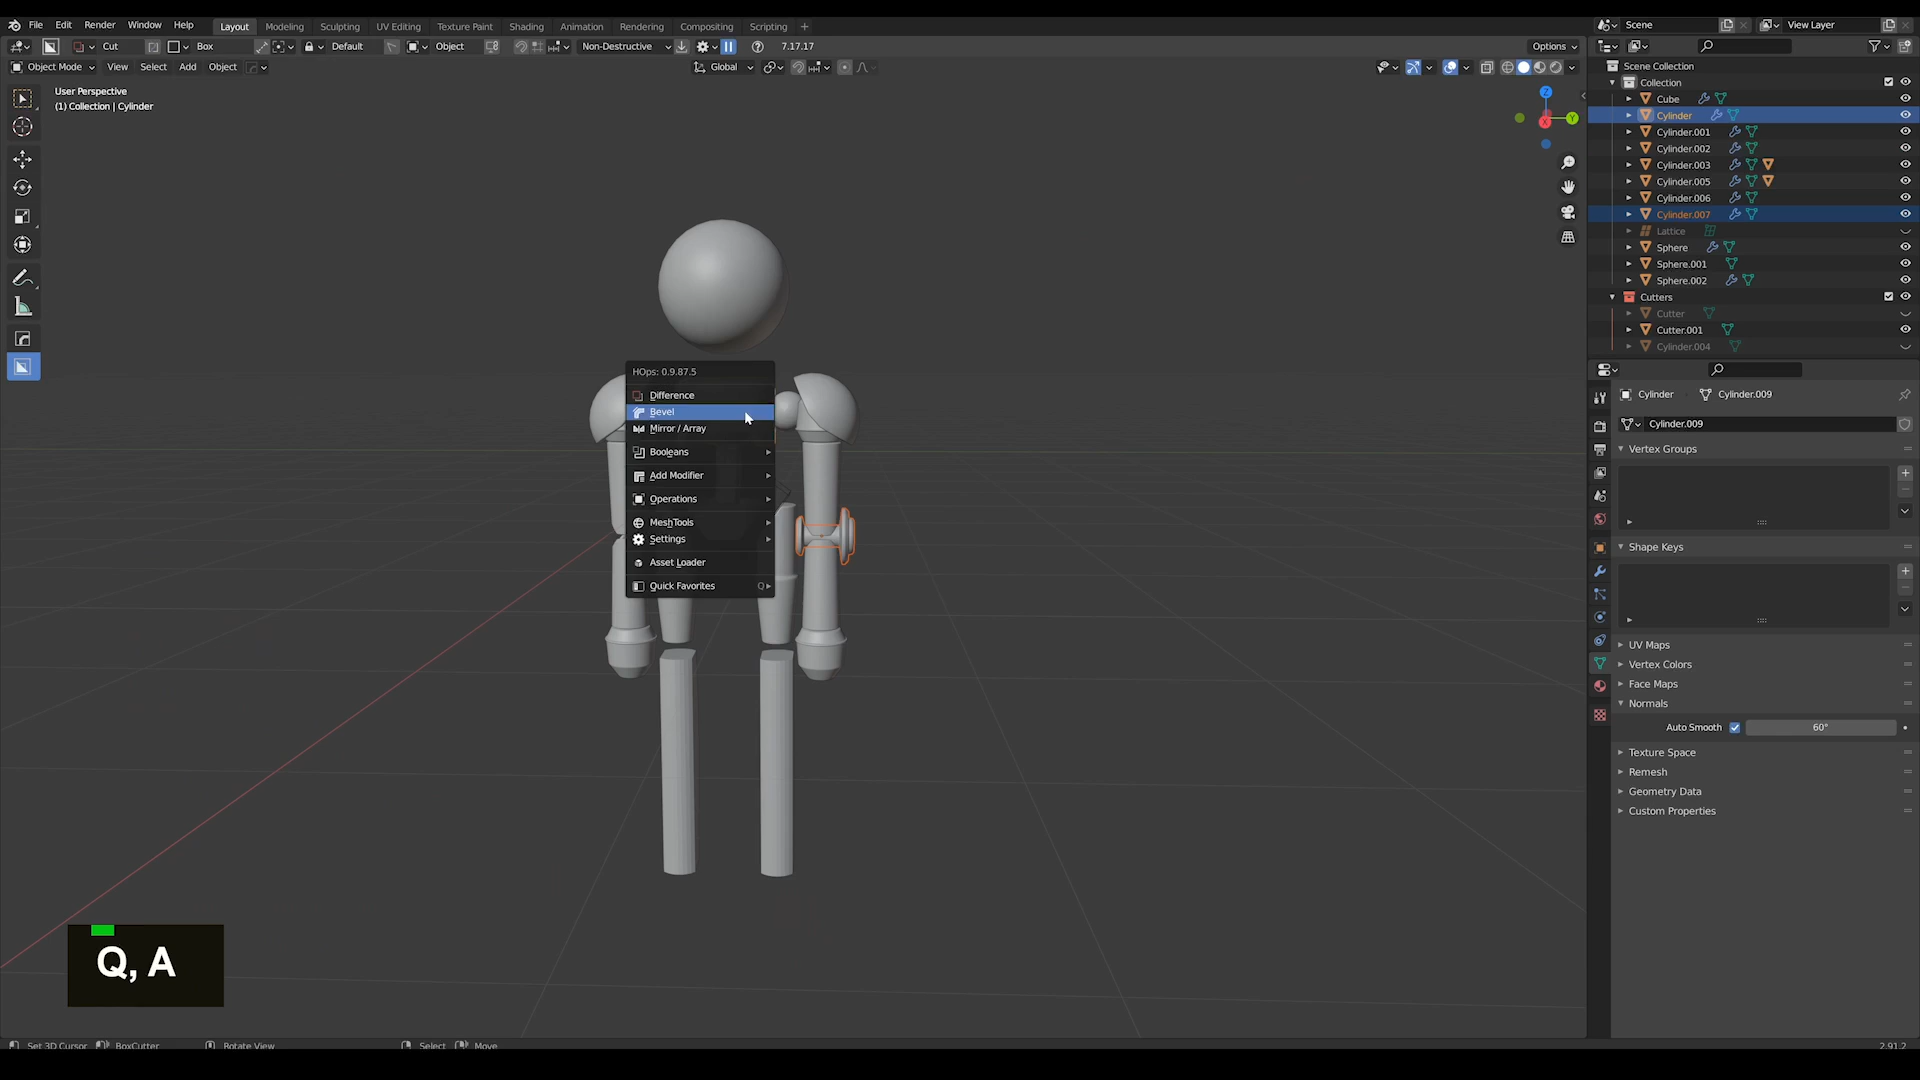 File Edit Render Window Help Layout Modeling Sculpting UV Editing Texture Paint Shading Animation Rendering Compositing Scripting + Scene View Layer
Cut Box Default Object Non-Destructive 7.17.17 Options
Object Mode View Select Add Object Global
User Perspective
(1) Collection | Cylinder
Z
Y
X
HOps: 0.9.87.5
Difference
Bevel
Mirror / Array
Booleans
Add Modifier
Operations
MeshTools
Settings
Asset Loader
Quick Favorites Q
Q, A
Set 3D Cursor BoxCutter Rotate View Select Move 2.91.2
Scene Collection
Collection
Cube
Cylinder
Cylinder.001
Cylinder.002
Cylinder.003
Cylinder.005
Cylinder.006
Cylinder.007
Lattice
Sphere
Sphere.001
Sphere.002
Cutters
Cutter
Cutter.001
Cylinder.004
Cylinder Cylinder.009
Cylinder.009
Vertex Groups
Shape Keys
UV Maps
Vertex Colors
Face Maps
Normals
Auto Smooth 60°
Texture Space
Remesh
Geometry Data
Custom Properties